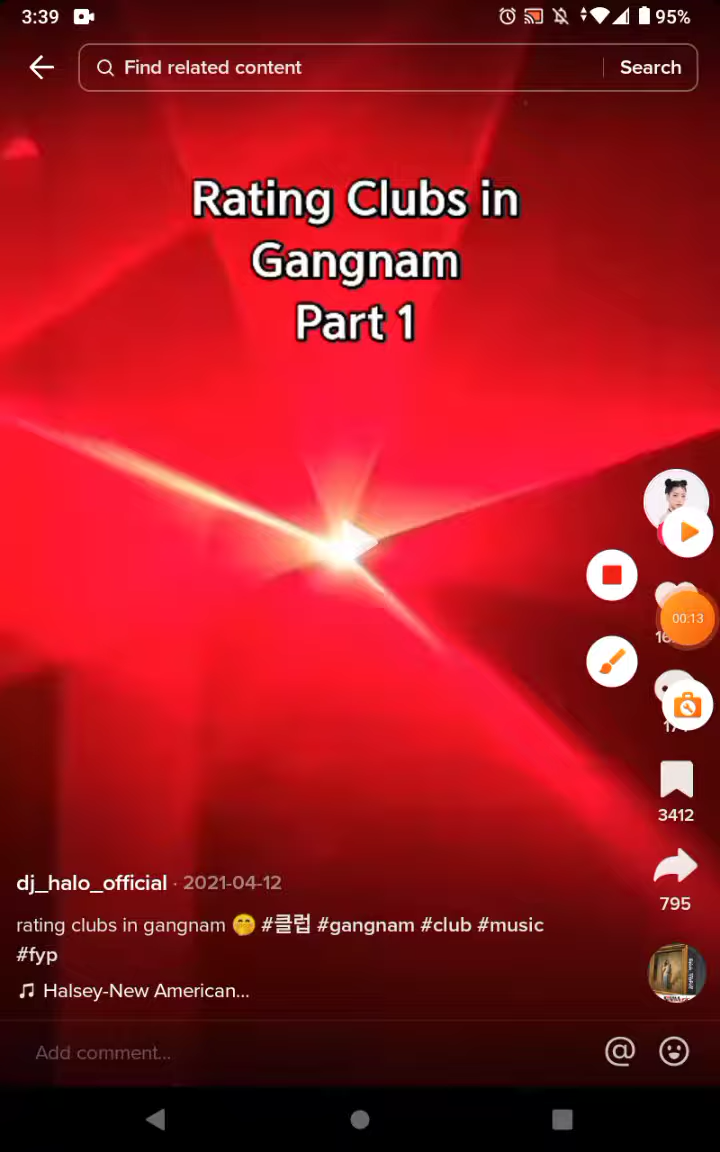 3:39
95%
Find related content
Search
Rating Clubs in
Gangnam
Part 1
00:13
3412
795
dj_halo_official · 2021-04-12
rating clubs in gangnam 🤭 #클럽 #gangnam #club #music
#fyp
Halsey-New American...
Add comment...